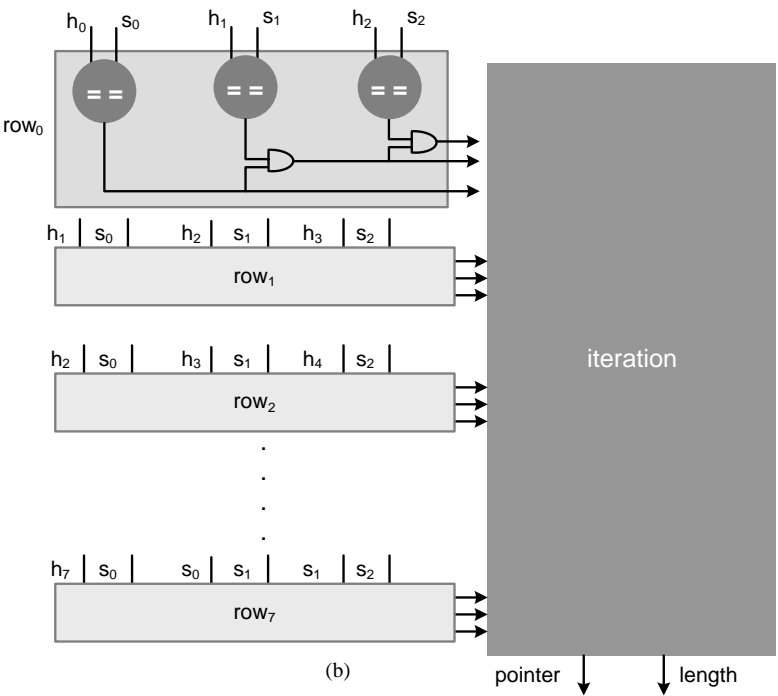 h₀ s₀ h₁ s₁ h₂ s₂
== == ==
row₀
h₁ s₀ h₂ s₁ h₃ s₂
row₁
h₂ s₀ h₃ s₁ h₄ s₂
row₂
iteration
h₇ s₀ s₀ s₁ s₁ s₂
row₇
(b)
pointer length